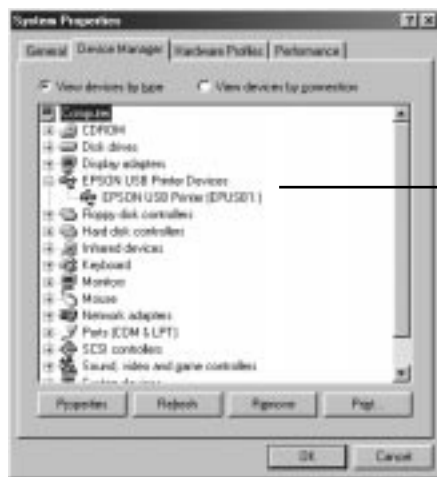 System Properties
General Device Manager Hardware Profiles Performance
View devices by type View devices by connection
Computer
CDROM
Disk drives
Display adapters
EPSON USB Printer Devices
EPSON USB Printer (EPUSB1:)
Floppy disk controllers
Hard disk controllers
Infrared devices
Keyboard
Monitors
Mouse
Network adapters
Ports (COM & LPT)
SCSI controllers
Sound, video and game controllers
System devices
Properties Refresh Remove Print...
OK Cancel